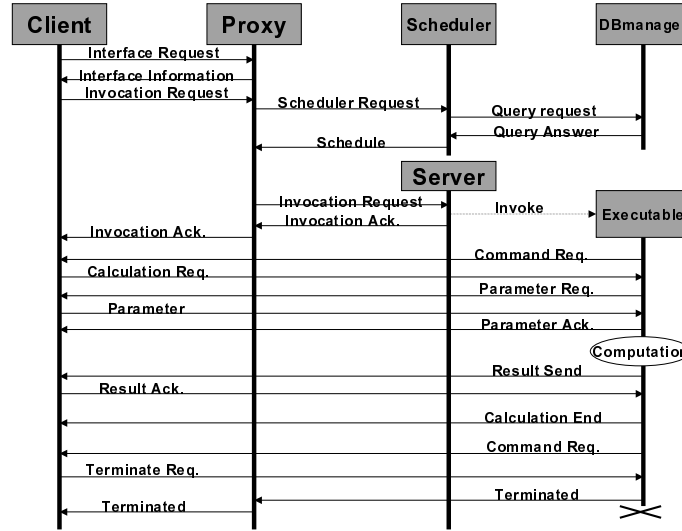 Client
Proxy
Scheduler
DBmanage
Interface Request
Interface Information
Invocation Request
Scheduler Request
Query request
Query Answer
Schedule
Server
Invocation Request
Invoke
Executable
Invocation Ack.
Invocation Ack.
Command Req.
Calculation Req.
Parameter Req.
Parameter
Parameter Ack.
Computation
Result Send
Result Ack.
Calculation End
Command Req.
Terminate Req.
Terminated
Terminated